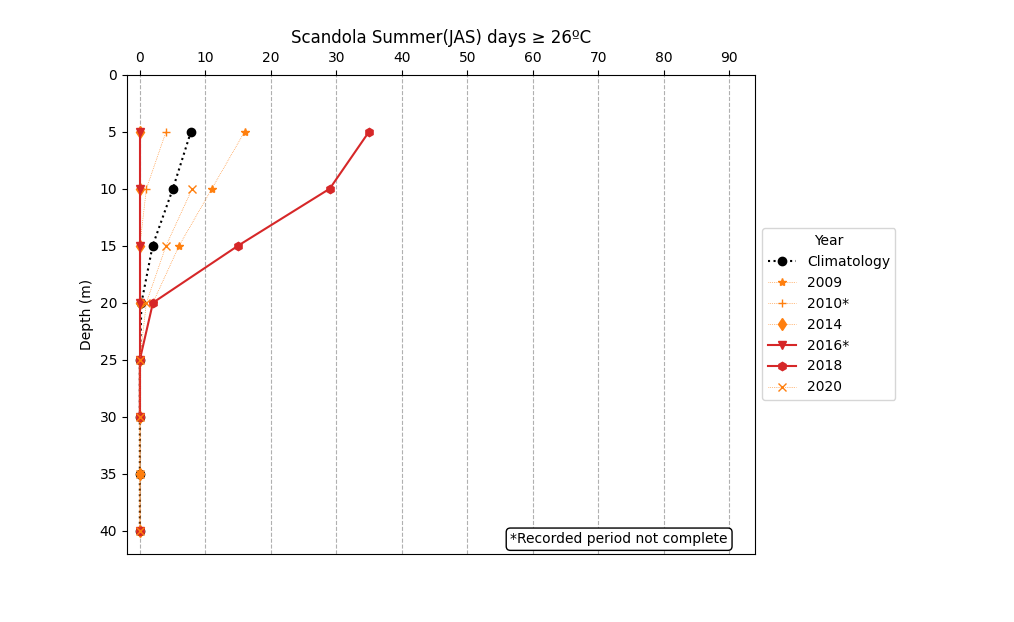 Scandola Summer(JAS) days ≥ 26ºC
0 10 20 30 40 50 60 70 80 90
0
5
10
15
20
25
30
35
40
Depth (m)
Year
Climatology
2009
2010*
2014
2016*
2018
2020
*Recorded period not complete